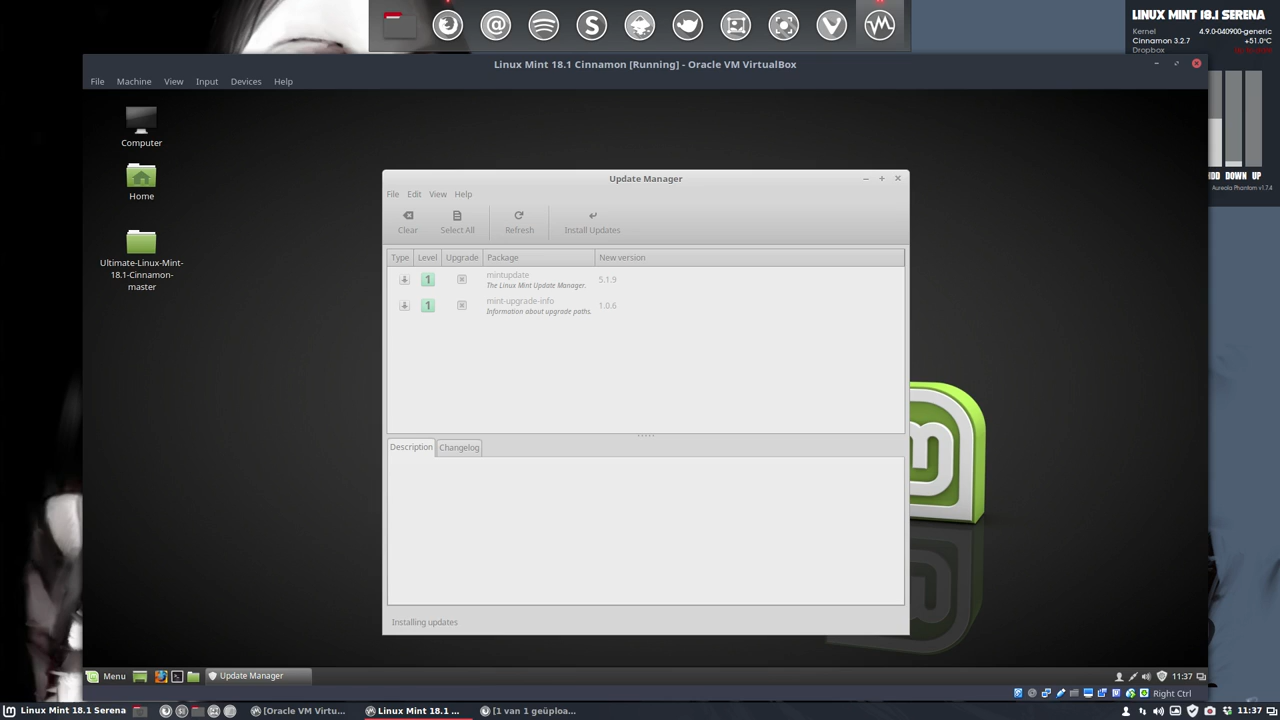 LINUX MINT 18.1 SERENA
Kernel 4.9.0-040900-generic
Cinnamon 3.2.7 +51.0°C
Dropbox
Linux Mint 18.1 Cinnamon [Running] - Oracle VM VirtualBox
File Machine View Input Devices Help
Computer
Home
Ultimate-Linux-Mint-
18.1-Cinnamon-
master
HDD DOWN UP
Aureola Phantom v1.7.4
Update Manager
File Edit View Help
Clear Select All Refresh Install Updates
Type Level Upgrade Package New version
1 mintupdate 5.1.9
The Linux Mint Update Manager.
1 mint-upgrade-info 1.0.6
Information about upgrade paths.
Description Changelog
Installing updates
Menu Update Manager 11:37
Right Ctrl
Linux Mint 18.1 Serena [Oracle VM Virtu... Linux Mint 18.1 ... [1 van 1 geüploa... 11:37